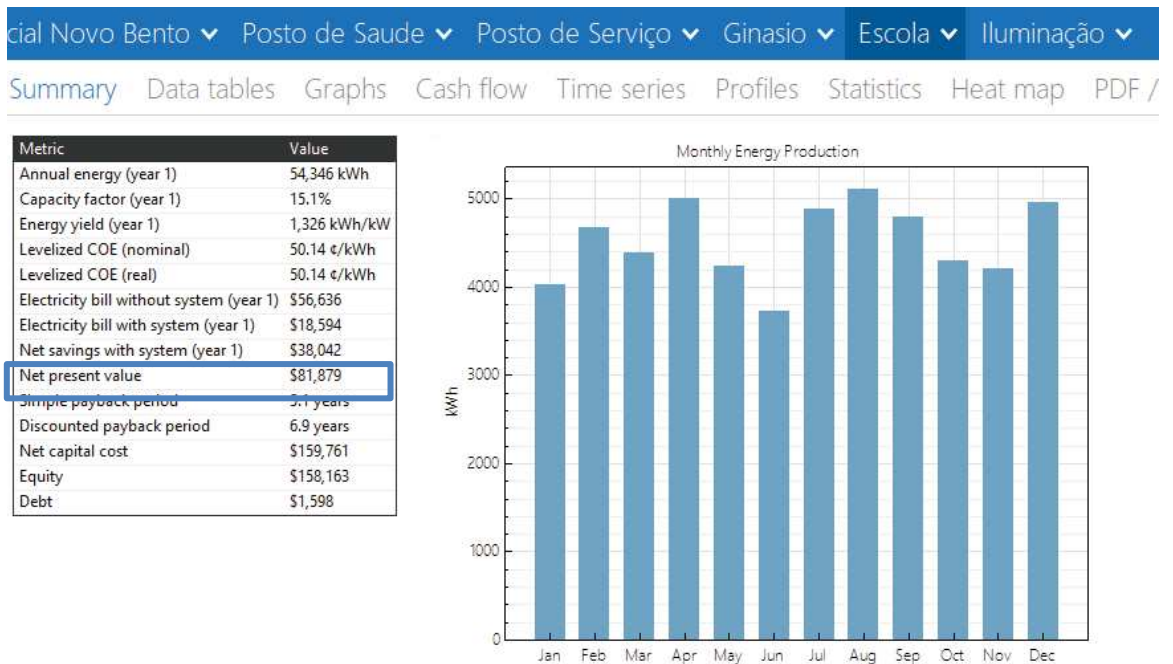 cial Novo Bento Posto de Saude Posto de Serviço Ginasio Escola Iluminação
Summary Data tables Graphs Cash flow Time series Profiles Statistics Heat map PDF /
Metric Value
Annual energy (year 1) 54,346 kWh
Capacity factor (year 1) 15.1%
Energy yield (year 1) 1,326 kWh/kW
Levelized COE (nominal) 50.14 ¢/kWh
Levelized COE (real) 50.14 ¢/kWh
Electricity bill without system (year 1) $56,636
Electricity bill with system (year 1) $18,594
Net savings with system (year 1) $38,042
Net present value $81,879
Simple payback period years
Discounted payback period 6.9 years
Net capital cost $159,761
Equity $158,163
Debt $1,598
Monthly Energy Production
5000
4000
3000
kWh
2000
1000
0
Jan Feb Mar Apr May Jun Jul Aug Sep Oct Nov Dec